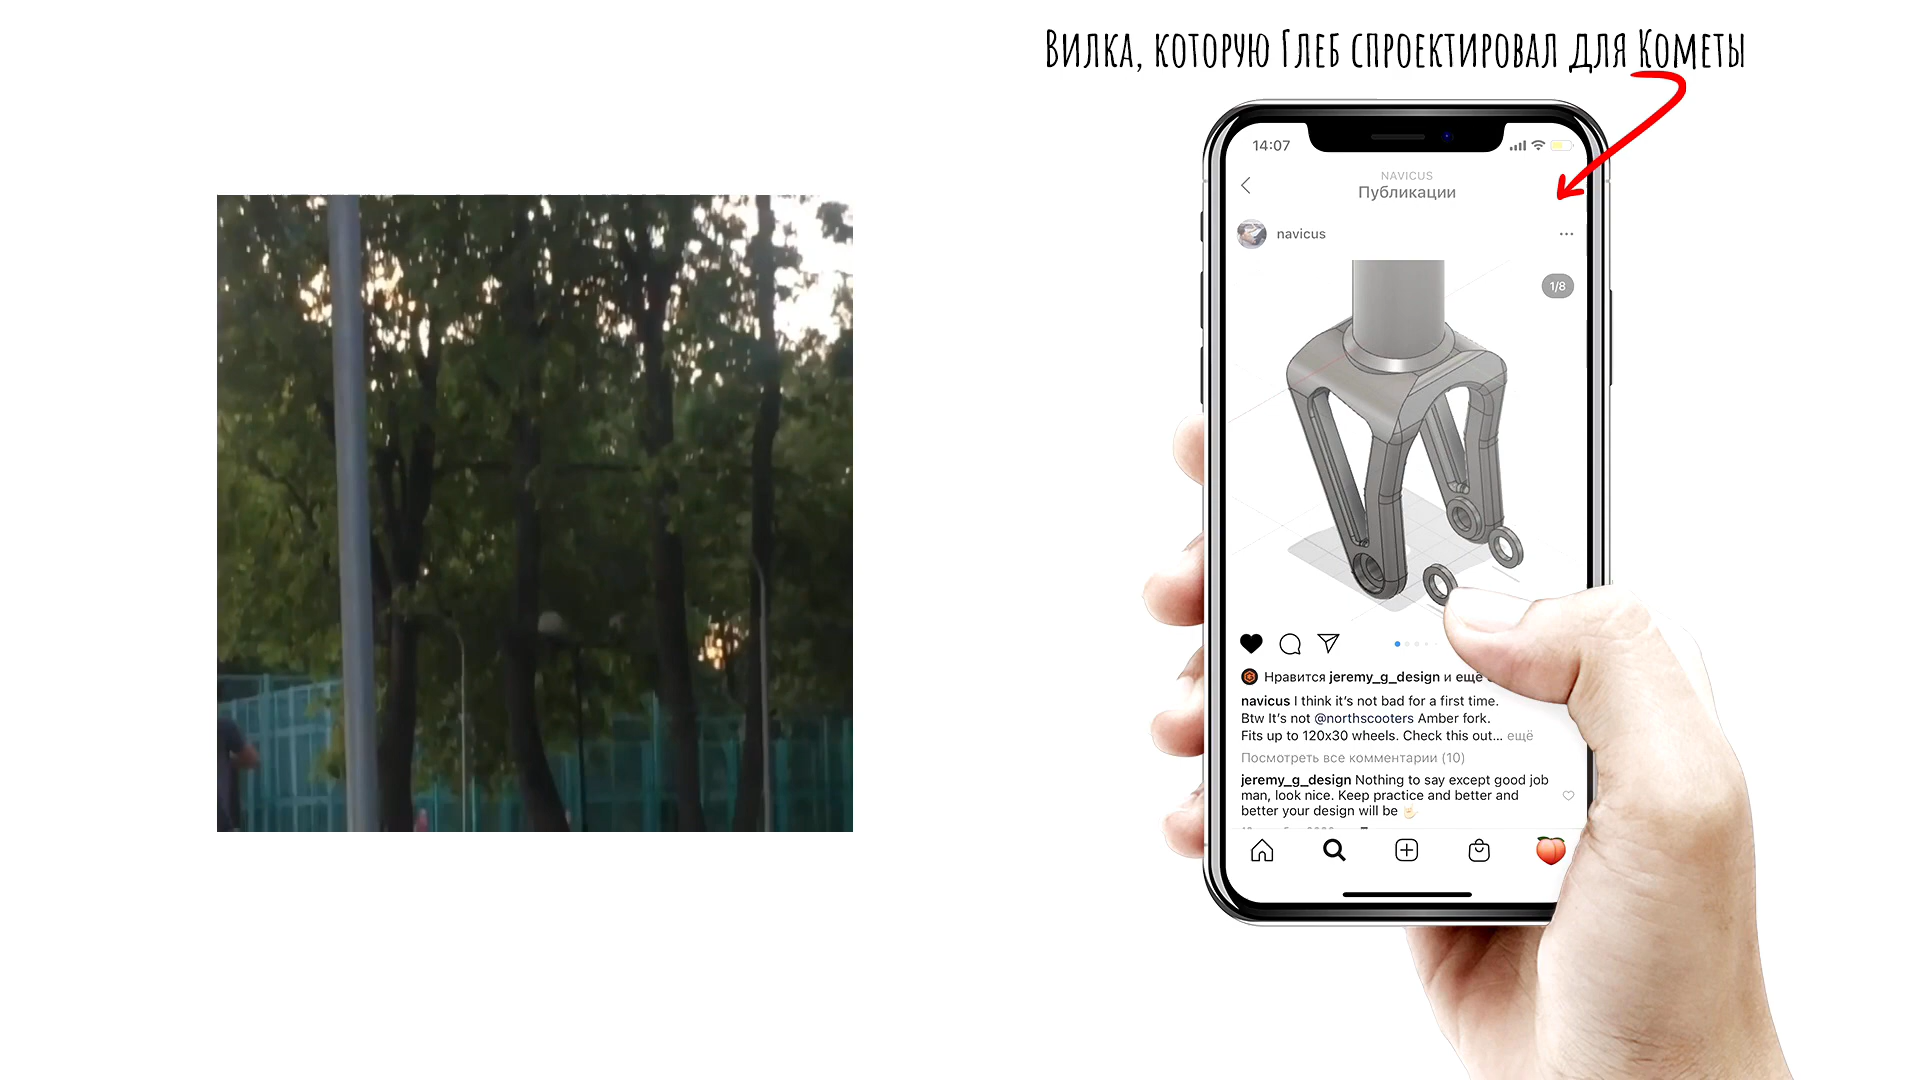 Вилка, которую Глеб спроектировал для Кометы
14:07
NAVICUS
Публикации
navicus
1/8
Нравится jeremy_g_design и ещё
navicus I think it's not bad for a first time.
Btw It's not @northscooters Amber fork.
Fits up to 120x30 wheels. Check this out... ещё
Посмотреть все комментарии (10)
jeremy_g_design Nothing to say except good job
man, look nice. Keep practice and better and
better your design will be